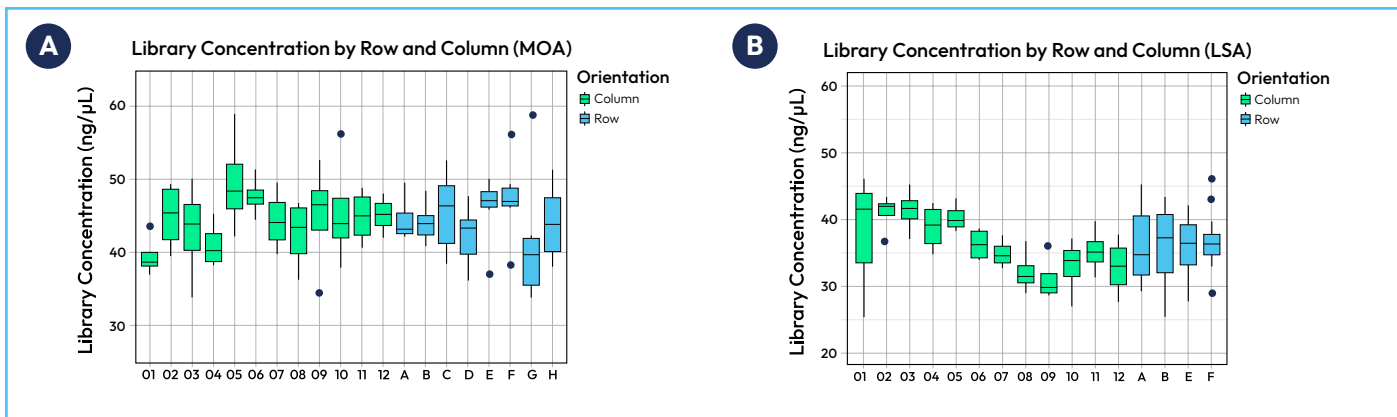 A
Library Concentration by Row and Column (MOA)
Library Concentration (ng/µL)
60
50
40
30
01 02 03 04 05 06 07 08 09 10 11 12 A B C D E F G H
Orientation
Column
Row
B
Library Concentration by Row and Column (LSA)
Library Concentration (ng/µL)
60
50
40
30
20
01 02 03 04 05 06 07 08 09 10 11 12 A B E F
Orientation
Column
Row